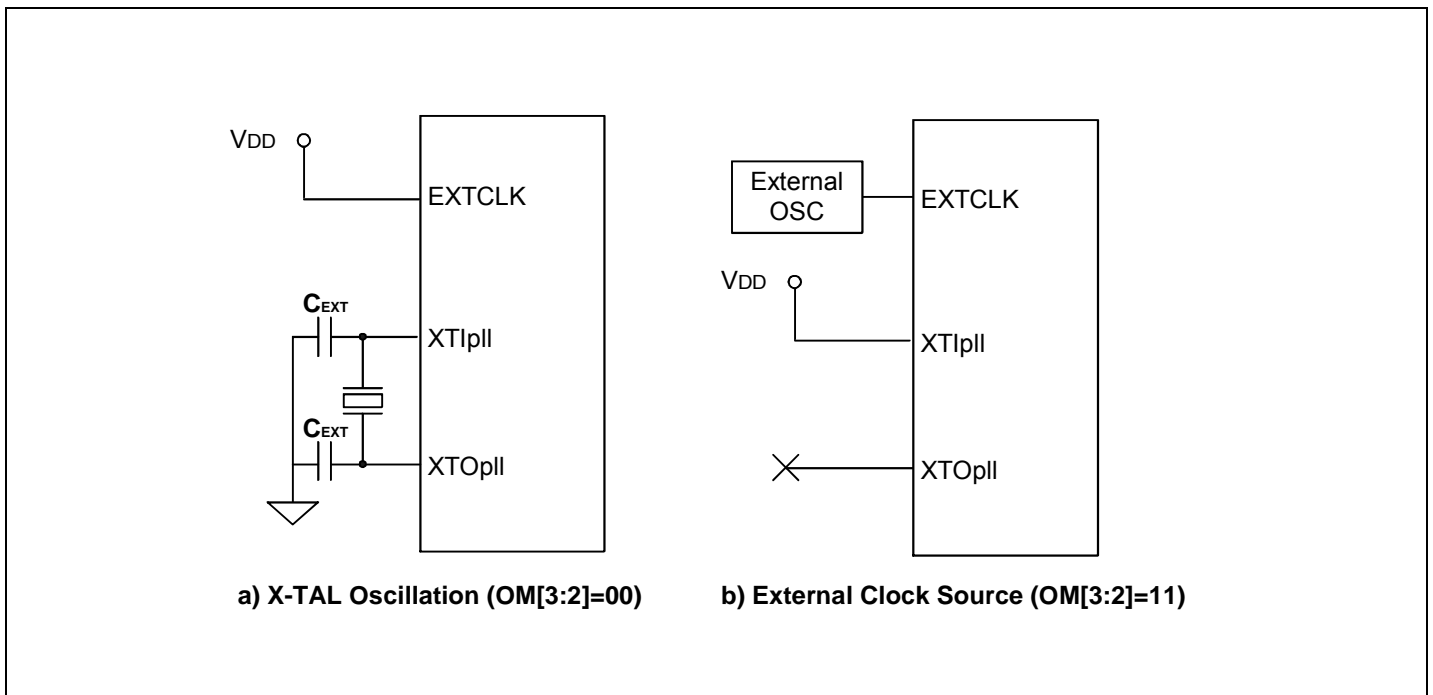 VDD
EXTCLK
CEXT
XTIpll
CEXT
XTOpll
a) X-TAL Oscillation (OM[3:2]=00)
External
OSC
EXTCLK
VDD
XTIpll
XTOpll
b) External Clock Source (OM[3:2]=11)